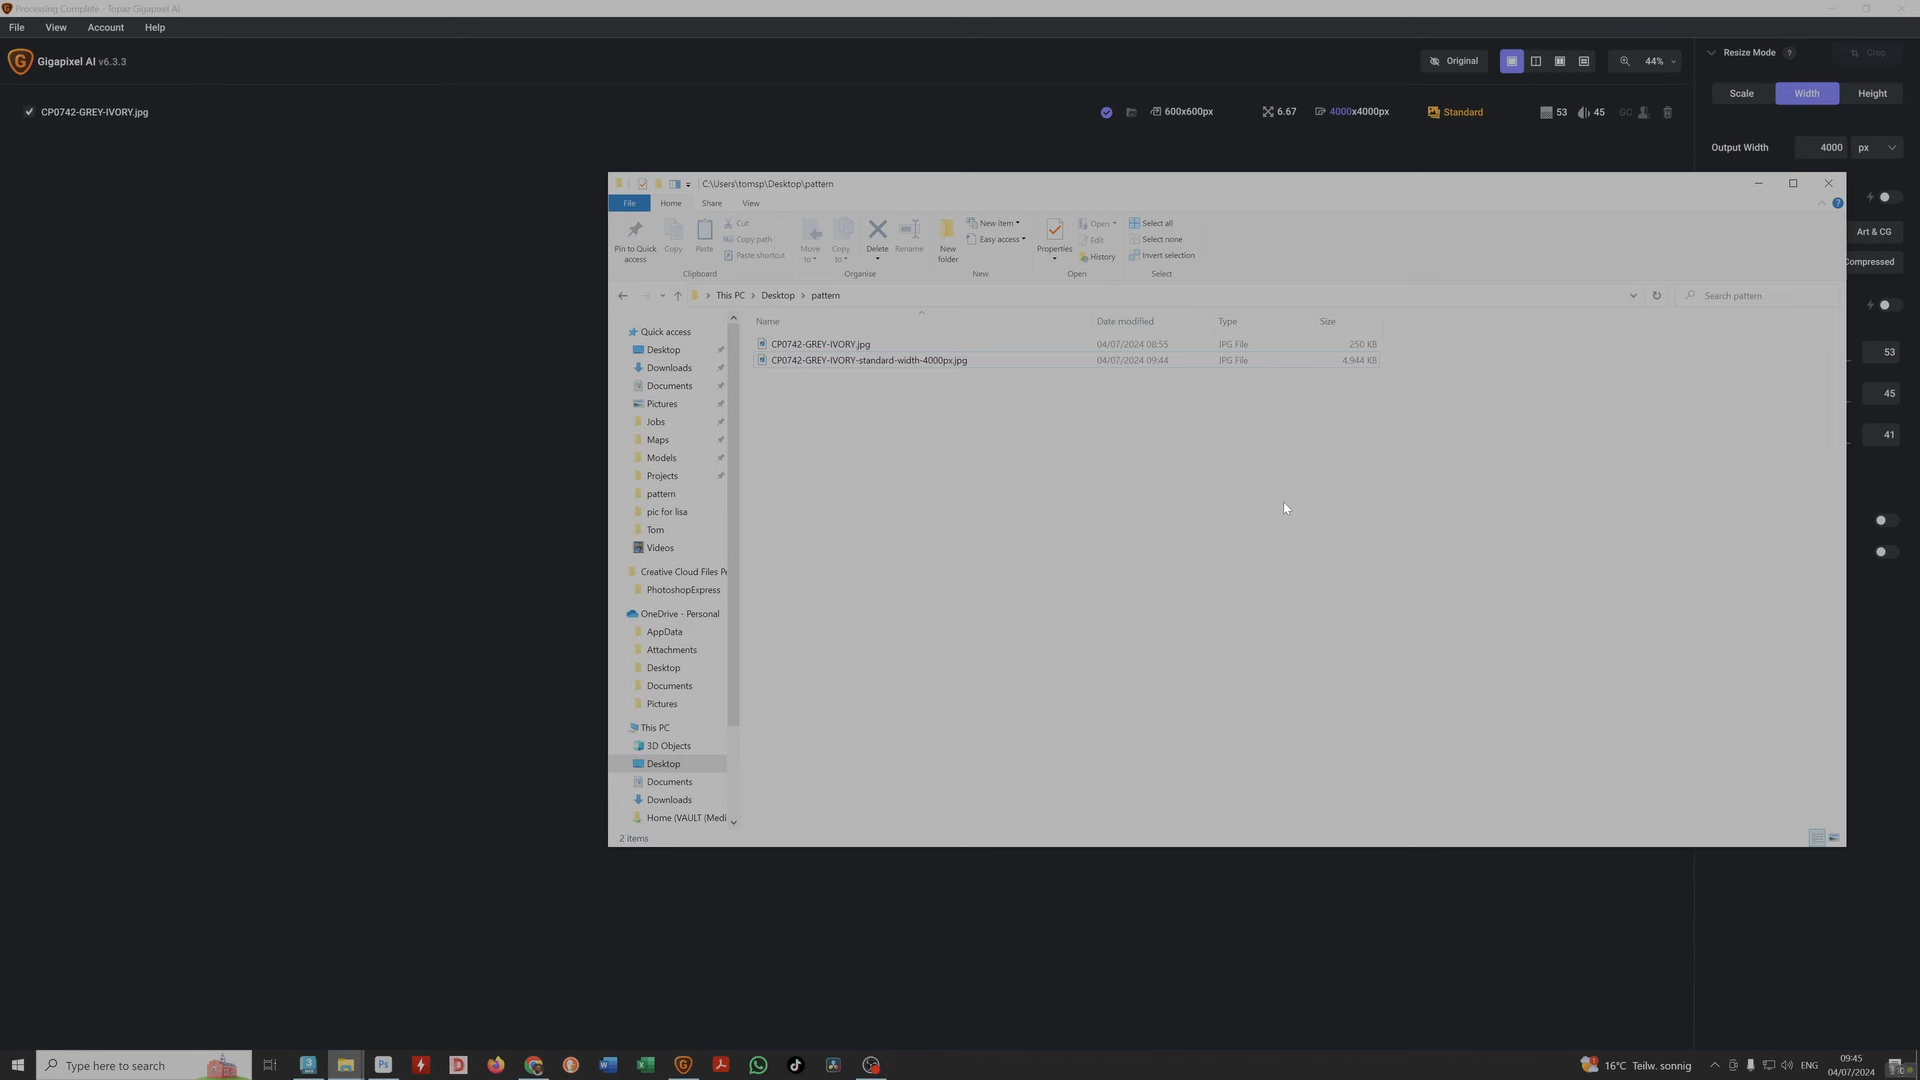 Processing Complete - Topaz Gigapixel AI
File View Account Help
Gigapixel AI v6.3.3
Original
44%
Resize Mode ? Crop
Scale Width Height
CP0742-GREY-IVORY.jpg
600x600px 6.67 4000x4000px Standard 53 45 GC
Output Width 4000 px
Art & CG
Compressed
53
45
41
C:\Users\tomsp\Desktop\pattern
File Home Share View
Pin to Quick access
Copy
Paste
Cut
Copy path
Paste shortcut
Clipboard
Move to
Copy to
Delete
Rename
Organise
New folder
New item
Easy access
New
Properties
Open
Edit
History
Open
Select all
Select none
Invert selection
Select
This PC > Desktop > pattern
Search pattern
Name Date modified Type Size
CP0742-GREY-IVORY.jpg 04/07/2024 08:55 JPG File 250 KB
CP0742-GREY-IVORY-standard-width-4000px.jpg 04/07/2024 09:44 JPG File 4,944 KB
Quick access
Desktop
Downloads
Documents
Pictures
Jobs
Maps
Models
Projects
pattern
pic for lisa
Tom
Videos
Creative Cloud Files Pe
PhotoshopExpress
OneDrive - Personal
AppData
Attachments
Desktop
Documents
Pictures
This PC
3D Objects
Desktop
Documents
Downloads
Home (VAULT (Medi
2 items
Type here to search
16°C Teilw. sonnig
ENG
09:45
04/07/2024